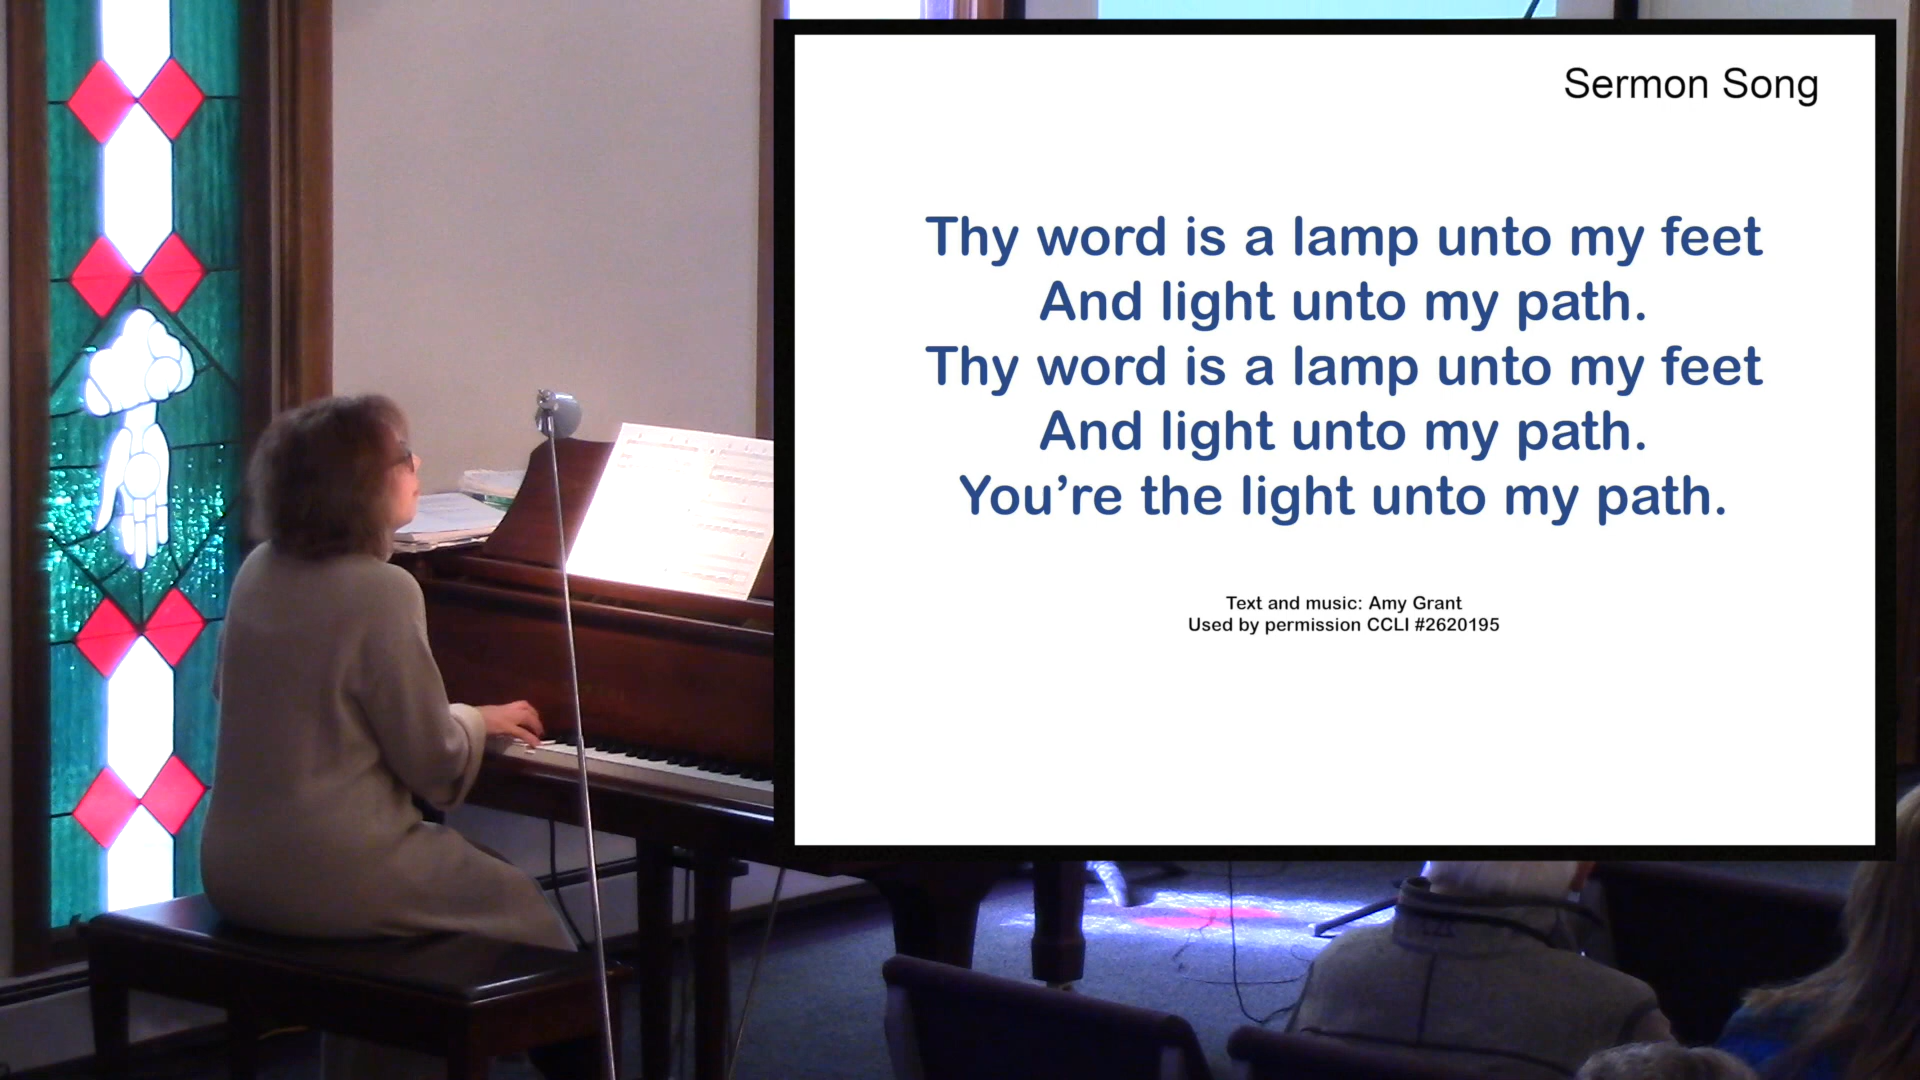 Sermon Song
Thy word is a lamp unto my feet
And light unto my path.
Thy word is a lamp unto my feet
And light unto my path.
You’re the light unto my path.
Text and music: Amy Grant
Used by permission CCLI #2620195